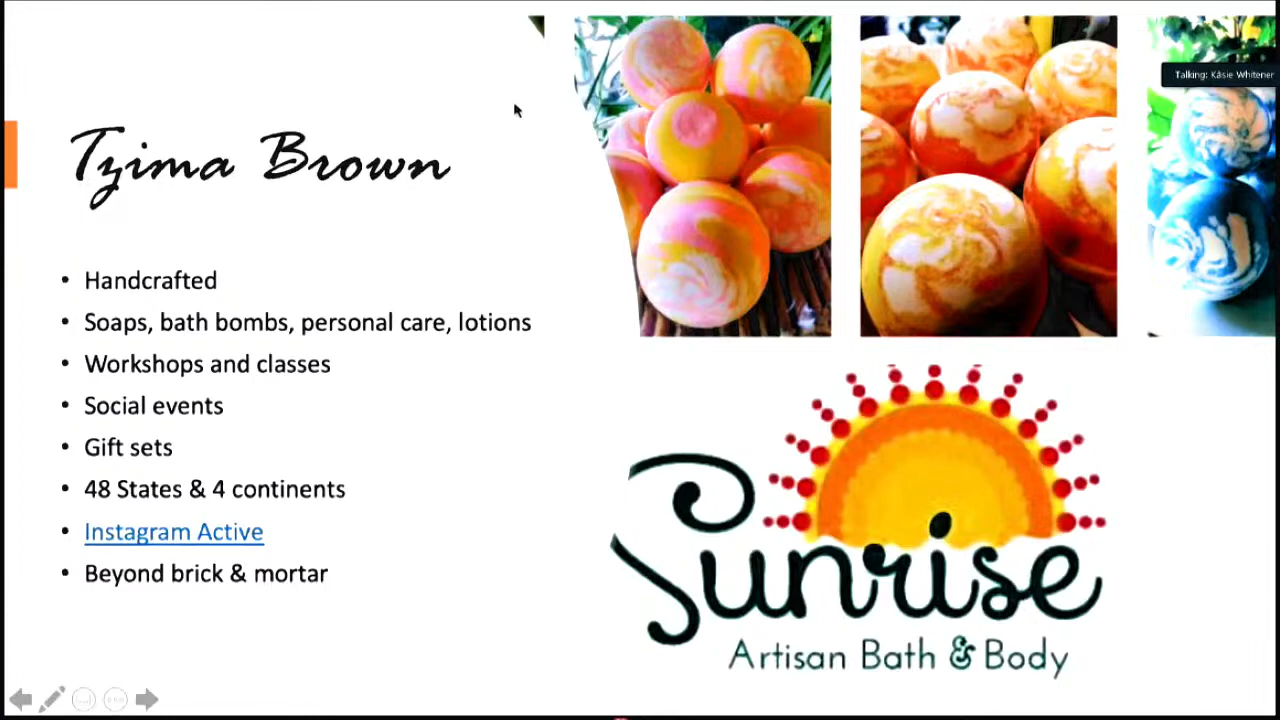 Talking: Kasie Whitener
Tzima Brown
• Handcrafted
• Soaps, bath bombs, personal care, lotions
• Workshops and classes
• Social events
• Gift sets
• 48 States & 4 continents
• Instagram Active
• Beyond brick & mortar
Sunrise
Artisan Bath & Body